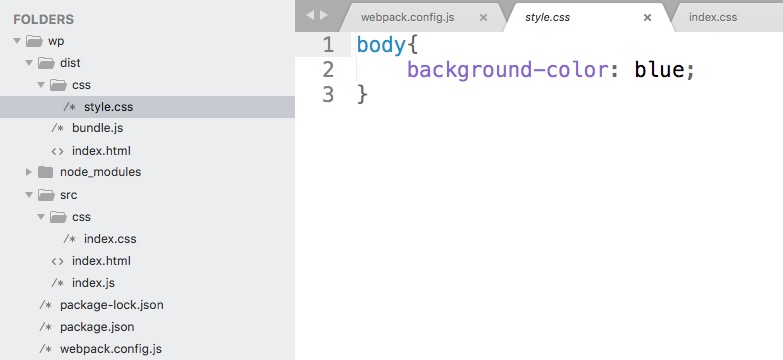 FOLDERS
wp
dist
css
/* style.css
/* bundle.js
<> index.html
node_modules
src
css
/* index.css
<> index.html
/* index.js
/* package-lock.json
/* package.json
/* webpack.config.js
webpack.config.js × style.css × index.css
1 body{
2 background-color: blue;
3 }